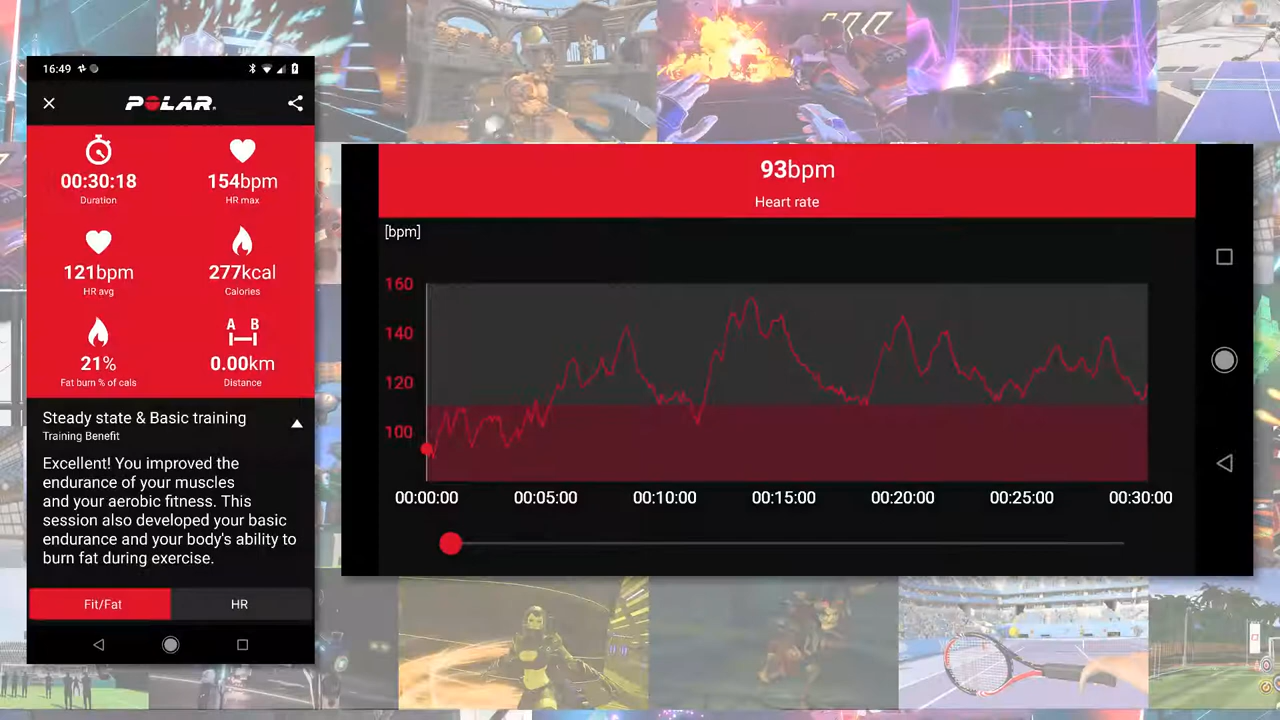 16:49
POLAR
00:30:18
Duration
154bpm
HR max
121bpm
HR avg
277kcal
Calories
21%
Fat burn % of cals
A B
0.00km
Distance
Steady state & Basic training
Training Benefit
Excellent! You improved the
endurance of your muscles
and your aerobic fitness. This
session also developed your basic
endurance and your body's ability to
burn fat during exercise.
Fit/Fat
HR
93bpm
Heart rate
[bpm]
160
140
120
100
00:00:00
00:05:00
00:10:00
00:15:00
00:20:00
00:25:00
00:30:00